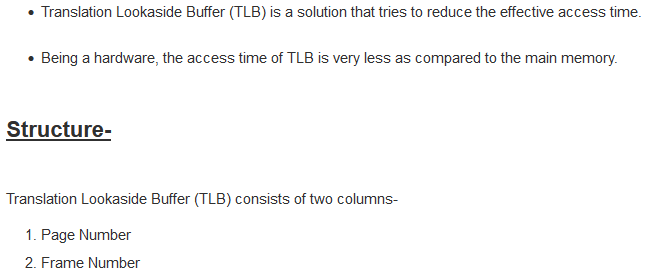 • Translation Lookaside Buffer (TLB) is a solution that tries to reduce the effective access time.
• Being a hardware, the access time of TLB is very less as compared to the main memory.
Structure-
Translation Lookaside Buffer (TLB) consists of two columns-
1. Page Number
2. Frame Number